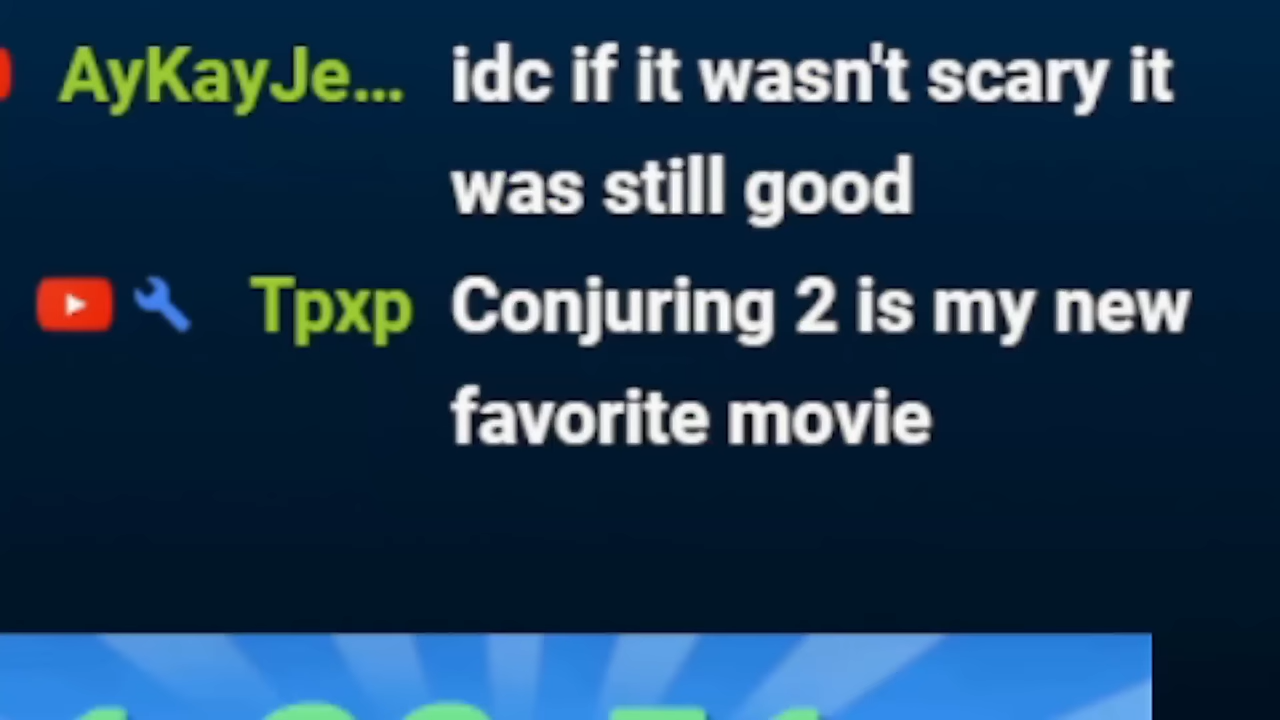 AyKayJe... idc if it wasn't scary it
was still good
Tpxp Conjuring 2 is my new
favorite movie